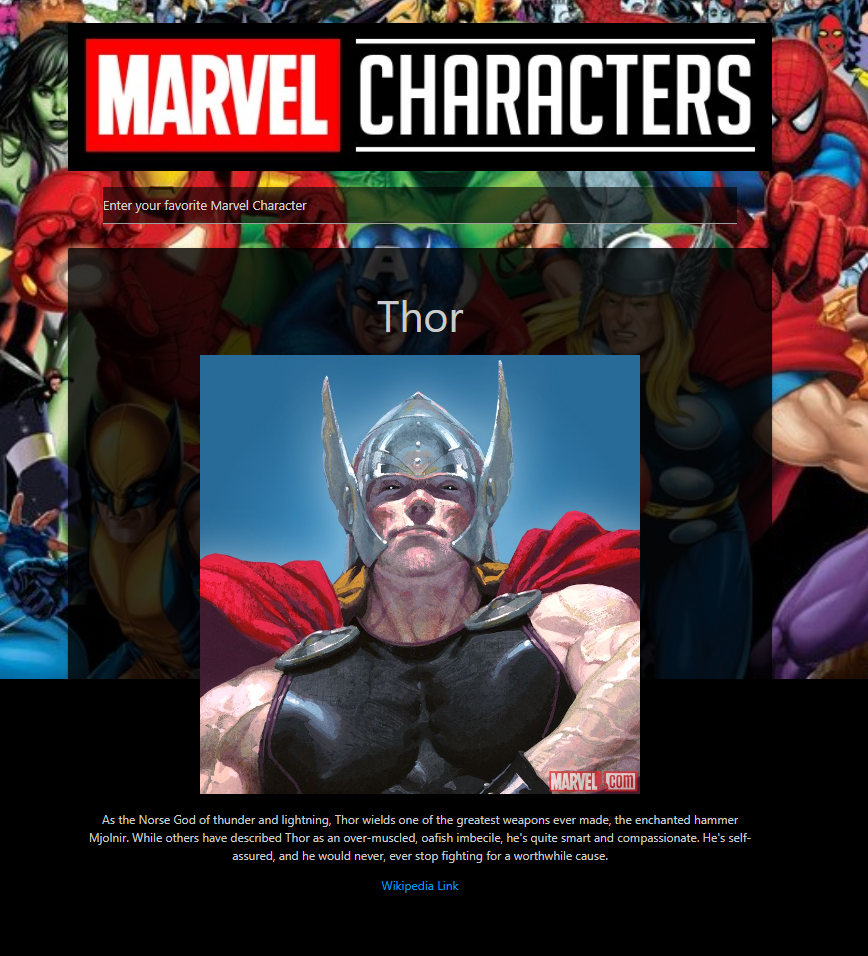 MARVEL CHARACTERS
Enter your favorite Marvel Character
Thor
MARVEL.com
As the Norse God of thunder and lightning, Thor wields one of the greatest weapons ever made, the enchanted hammer
Mjolnir. While others have described Thor as an over-muscled, oafish imbecile, he's quite smart and compassionate. He's self-
assured, and he would never, ever stop fighting for a worthwhile cause.
Wikipedia Link